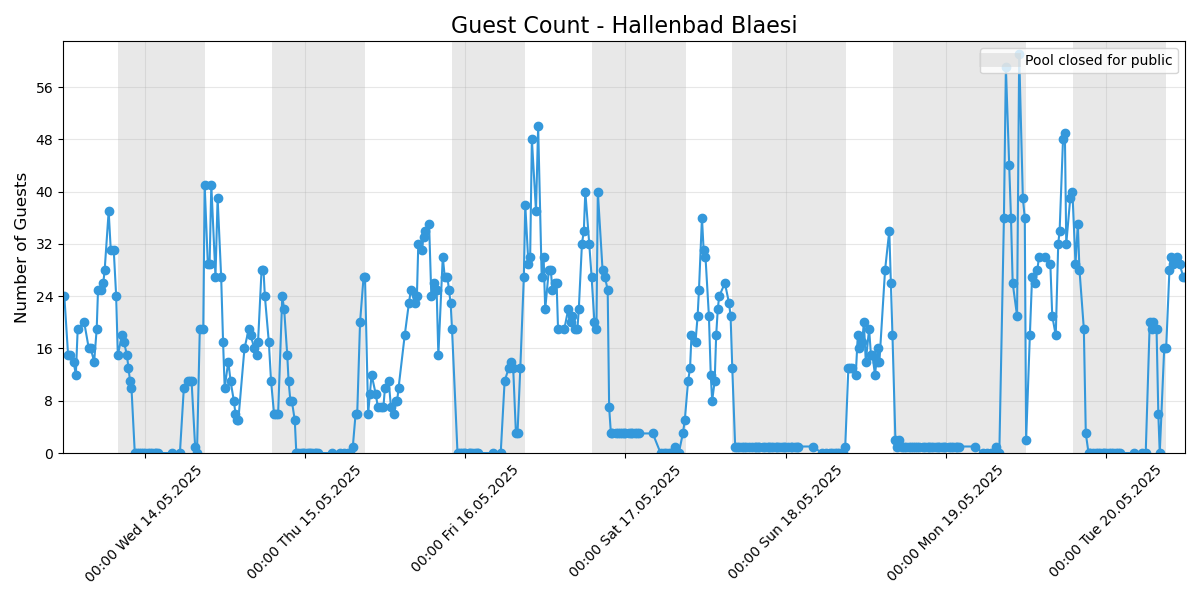 Guest Count - Hallenbad Blaesi
Pool closed for public
Number of Guests
56
48
40
32
24
16
8
0
00:00 Wed 14.05.2025
00:00 Thu 15.05.2025
00:00 Fri 16.05.2025
00:00 Sat 17.05.2025
00:00 Sun 18.05.2025
00:00 Mon 19.05.2025
00:00 Tue 20.05.2025